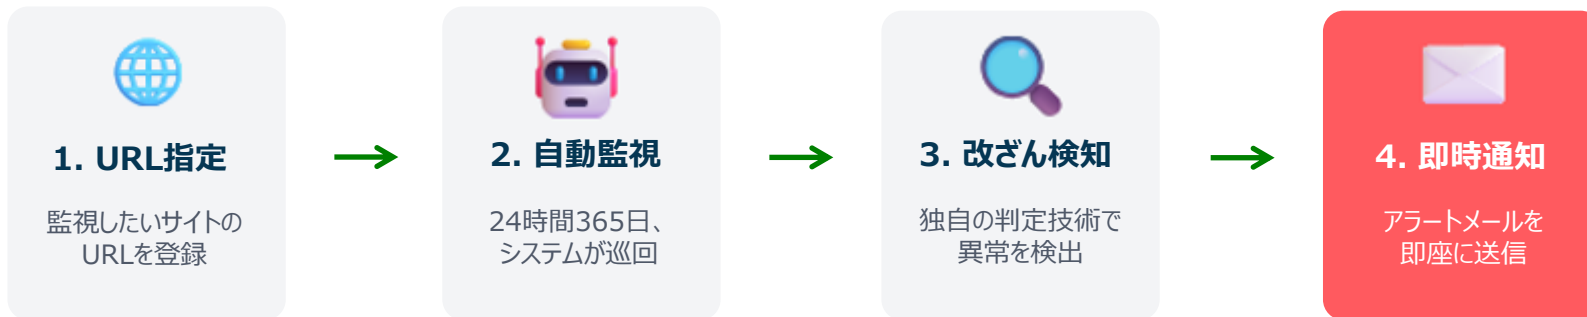 1. URL指定
監視したいサイトの
URLを登録
2. 自動監視
24時間365日、
システムが巡回
3. 改ざん検知
独自の判定技術で
異常を検出
4. 即時通知
アラートメールを
即座に送信